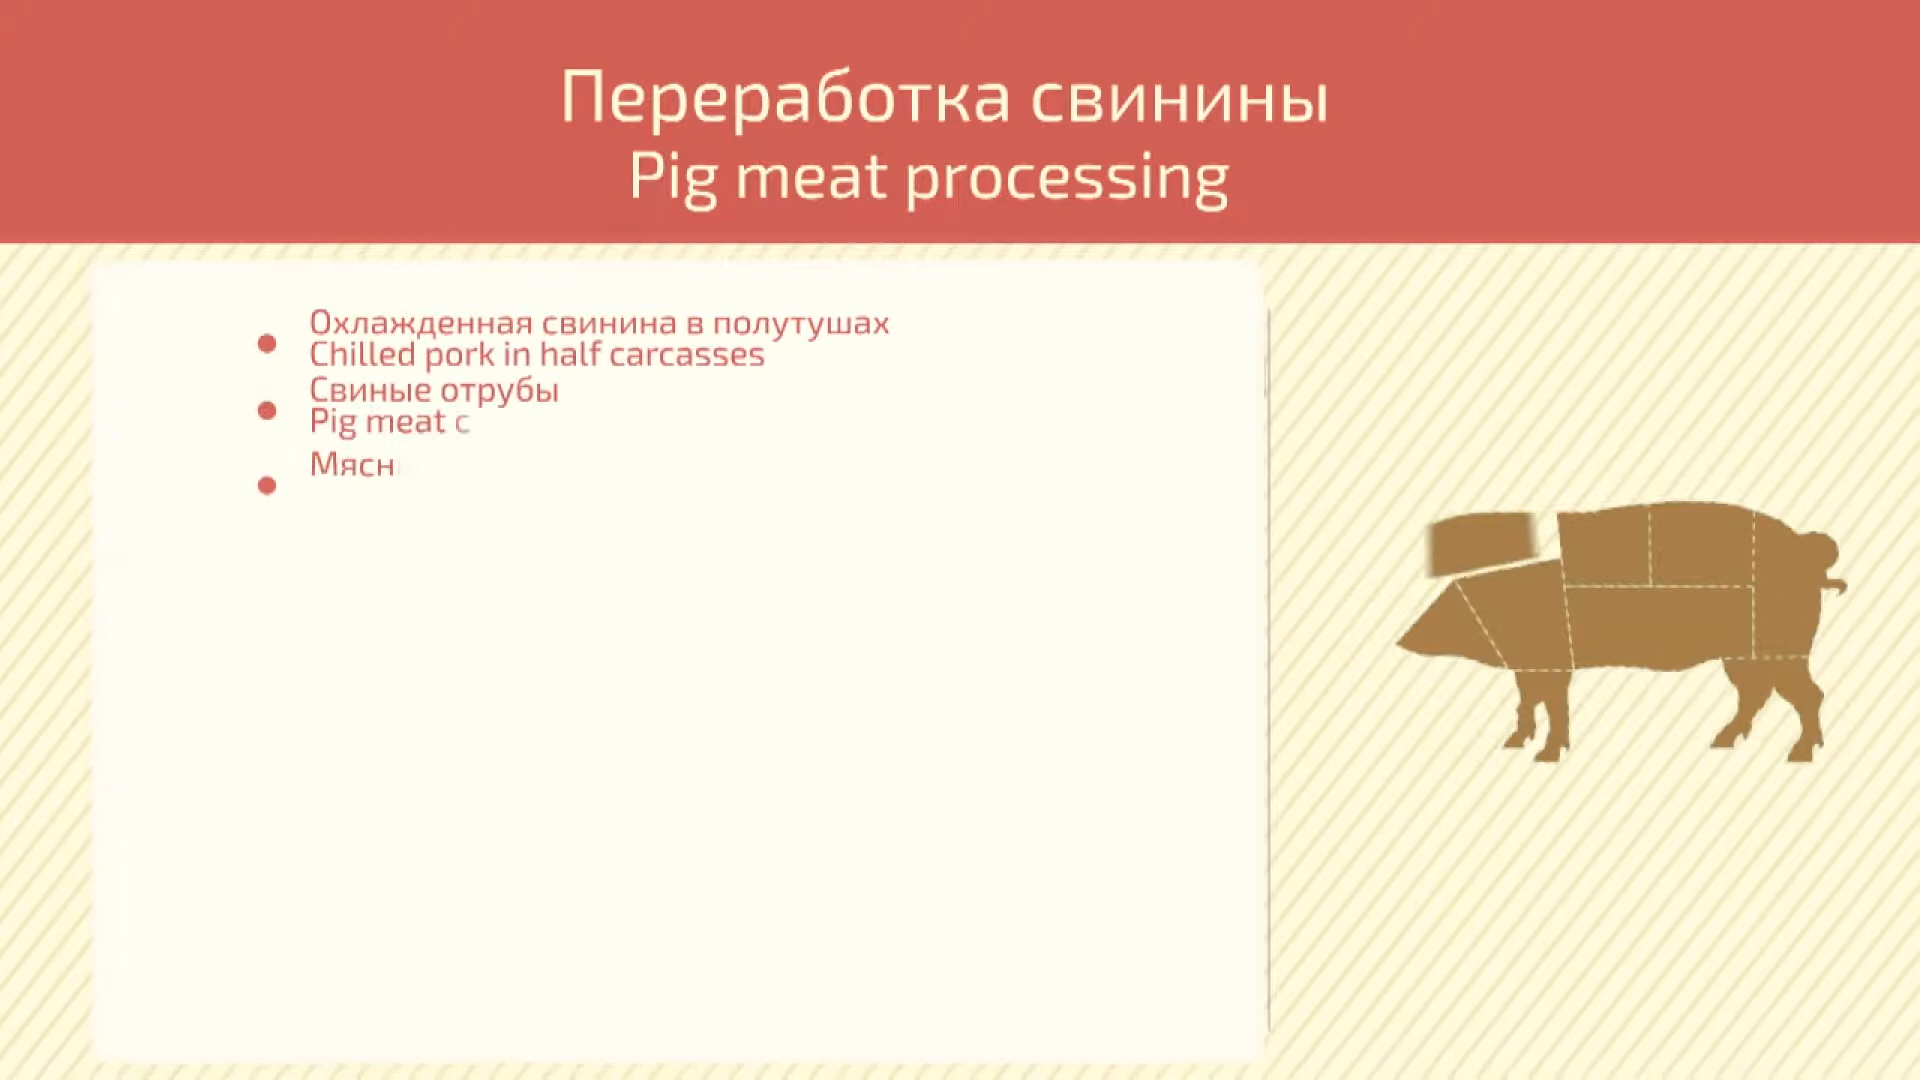 Переработка свинины
Pig meat processing
Охлажденная свинина в полутушах
Chilled pork in half carcasses
Свиные отрубы
Pig meat c
Мясн